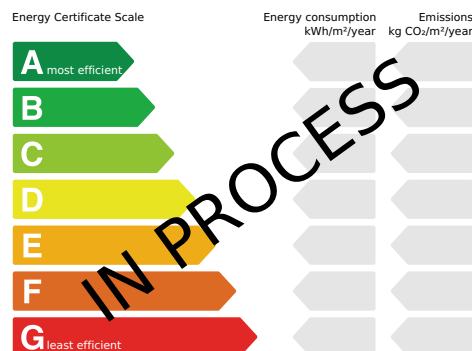 Energy Certificate Scale
Energy consumption
kWh/m²/year
Emissions
kg CO₂/m²/year
A most efficient
B
C
D
E
F
G least efficient
IN PROCESS